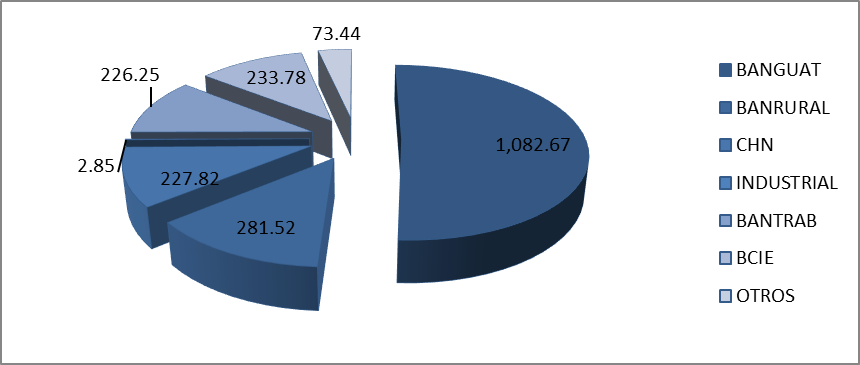 73.44
226.25
233.78
1,082.67
2.85
227.82
281.52
BANGUAT
BANRURAL
CHN
INDUSTRIAL
BANTRAB
BCIE
OTROS